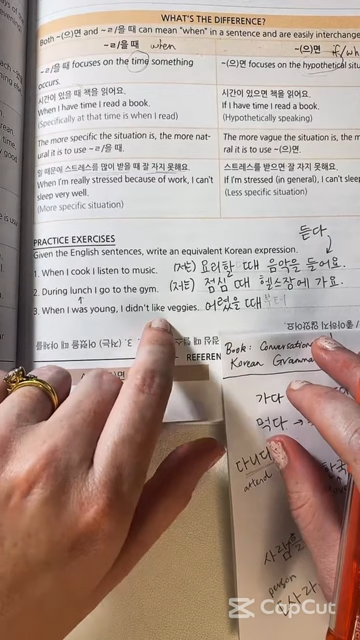 WHAT'S THE DIFFERENCE?
Both -(으)면 and -ㄹ/을 때 can mean "when" in a sentence and are easily interchange
-ㄹ/을 때 when
-(으)면 if/w
-ㄹ/을 때 focuses on the time something occurs.
-(으)면 focuses on the hypothetical situ
시간이 있을 때 책을 읽어요.
When I have time I read a book.
(Specifically at that time is when I read)
시간이 있으면 책을 읽어요.
If I have time I read a book.
(Hypothetically speaking)
The more specific the situation is, the more nat-
ural it is to use -ㄹ/을 때.
The more vague the situation is, the m
ral it is to use -(으)면.
일 때문에 스트레스를 많이 받을 때 잘 자지 못해요.
When I'm really stressed because of work, I can't
sleep very well.
(More specific situation)
스트레스를 받으면 잘 자지 못해요.
If I'm stressed (in general), I can't slee
(Less specific situation)
듣다
PRACTICE EXERCISES
Given the English sentences, write an equivalent Korean expression.
1. When I cook I listen to music. (저는) 요리할 때 음악을 들어요.
2. During lunch I go to the gym. (저는) 점심 때 헬스장에 가요.
3. When I was young, I didn't like veggies. 어렸을 때
REFEREN
Book: Conversation
Korean Gramma
가다
먹다 →
다니다
attend
사람을
person
CapCut